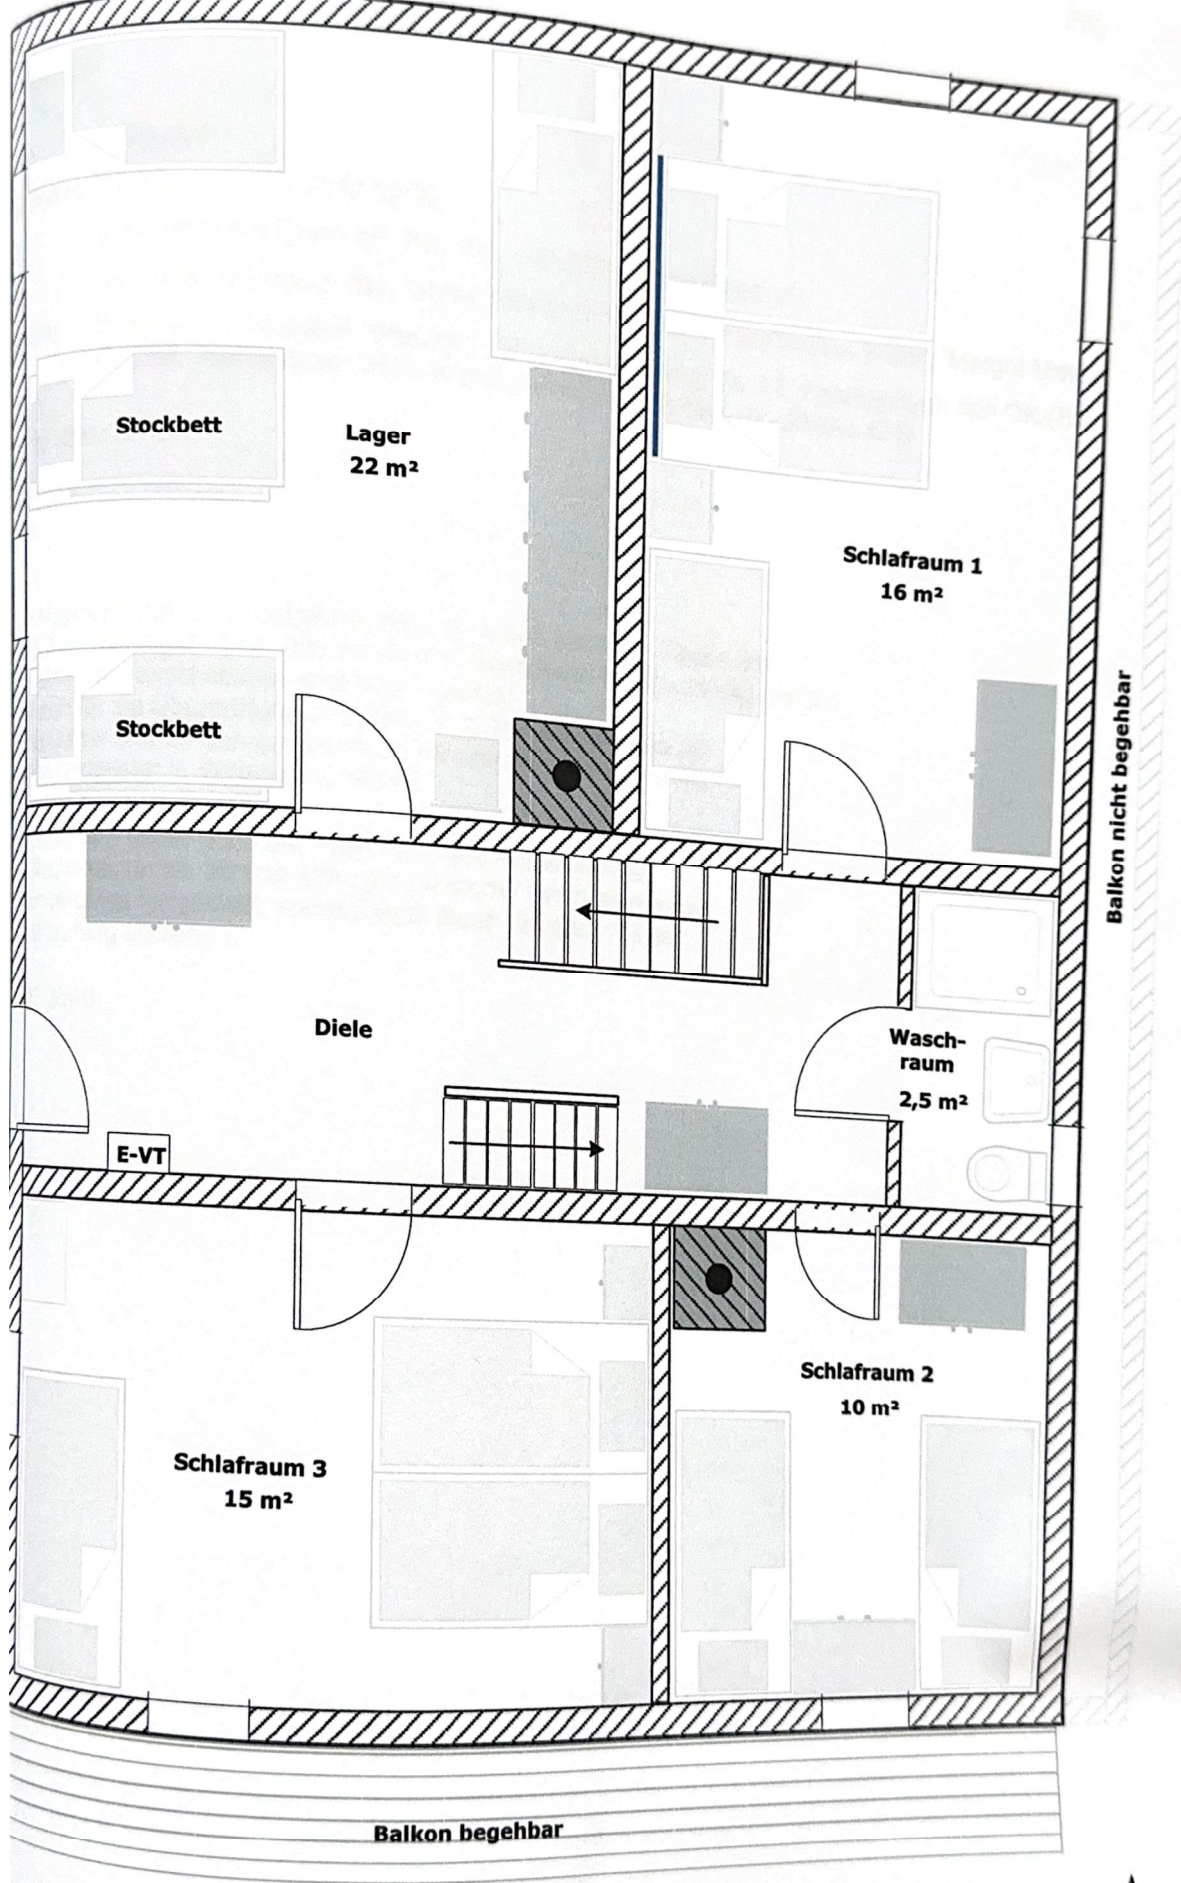 Stockbett
Lager
22 m²
Schlafraum 1
16 m²
Stockbett
Balkon nicht begehbar
Diele
Wasch-
raum
2,5 m²
E-VT
Schlafraum 2
10 m²
Schlafraum 3
15 m²
Balkon begehbar